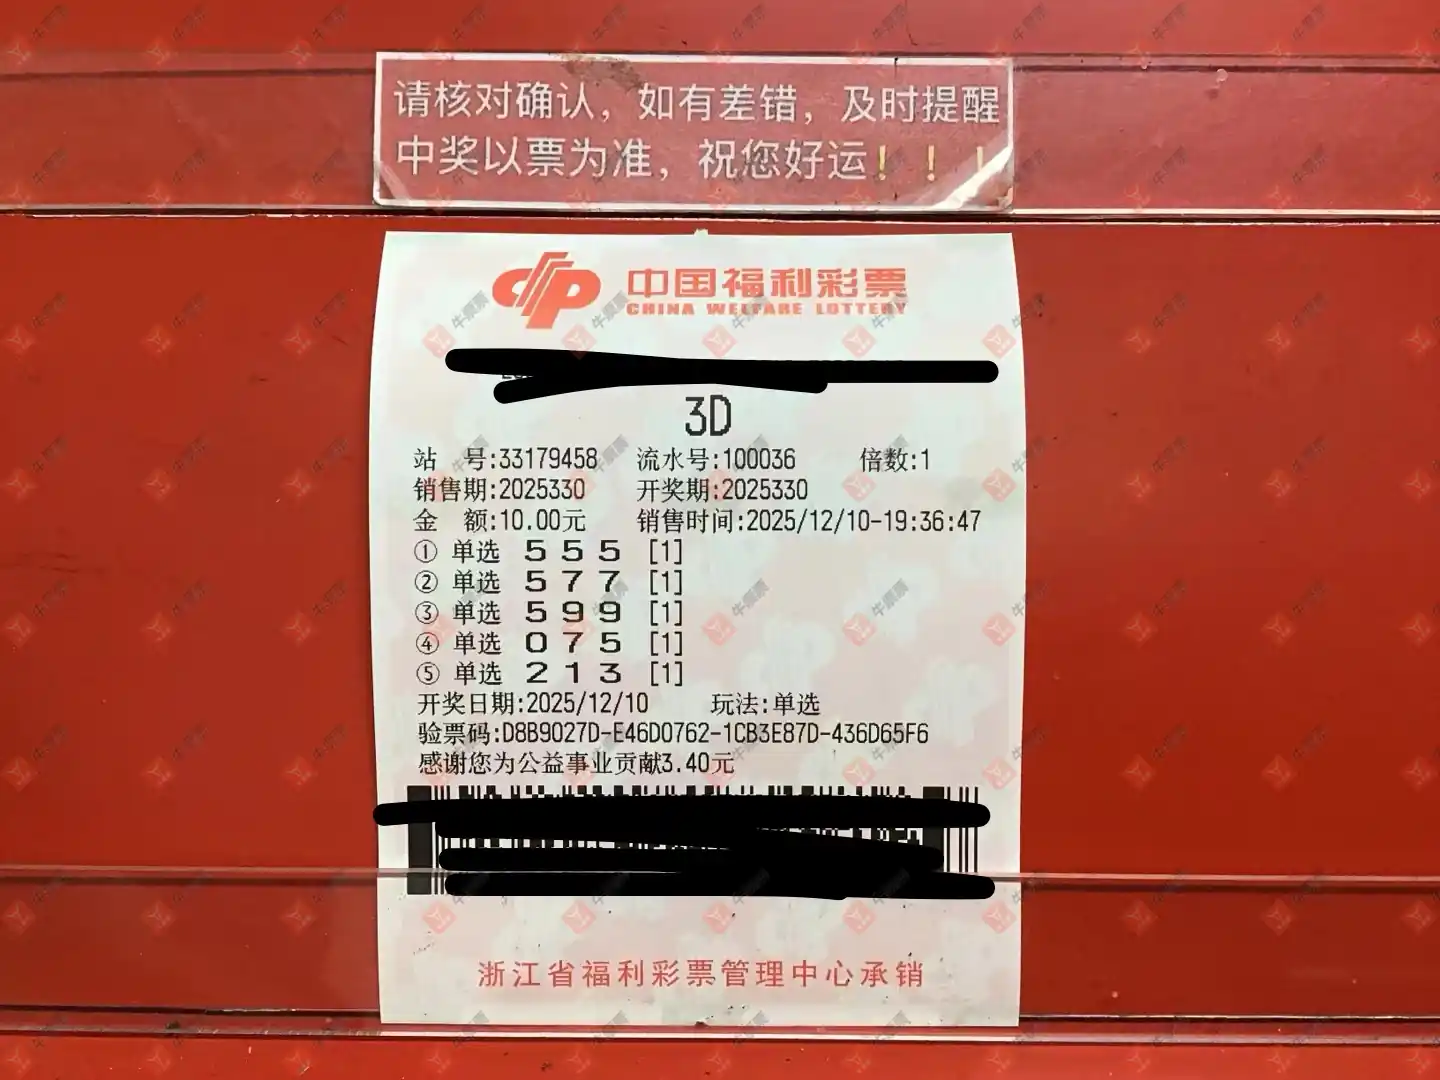 请核对确认，如有差错，及时提醒
中奖以票为准，祝您好运！！！
中国福利彩票
CHINA WELFARE LOTTERY
3D
站 号:33179458 流水号:100036 倍数:1
销售期:2025330 开奖期:2025330
金 额:10.00元 销售时间:2025/12/10-19:36:47
① 单选 5 5 5 [1]
② 单选 5 7 7 [1]
③ 单选 5 9 9 [1]
④ 单选 0 7 5 [1]
⑤ 单选 2 1 3 [1]
开奖日期:2025/12/10 玩法:单选
验票码:D8B9027D-E46D0762-1CB3E87D-436D65F6
感谢您为公益事业贡献3.40元
浙江省福利彩票管理中心承销